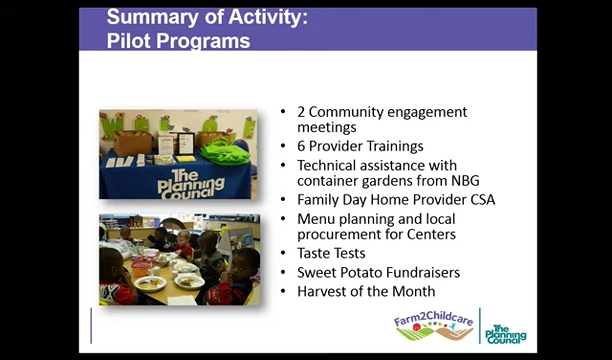 Summary of Activity:
Pilot Programs
The
Planning
Council
• 2 Community engagement
meetings
• 6 Provider Trainings
• Technical assistance with
container gardens from NBG
• Family Day Home Provider CSA
• Menu planning and local
procurement for Centers
• Taste Tests
• Sweet Potato Fundraisers
• Harvest of the Month
Farm2Childcare
The
Planning
Council